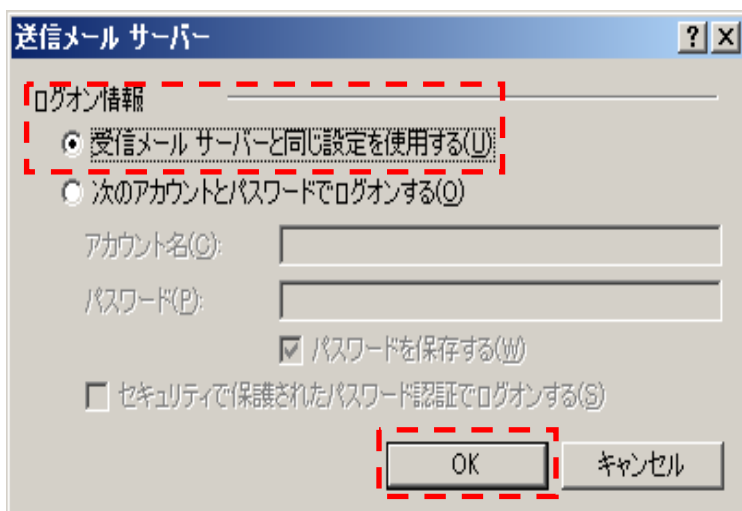 送信メール サーバー
ログオン情報
受信メール サーバーと同じ設定を使用する(U)
次のアカウントとパスワードでログオンする(O)
アカウント名(C):
パスワード(P):
パスワードを保存する(W)
セキュリティで保護されたパスワード認証でログオンする(S)
OK キャンセル